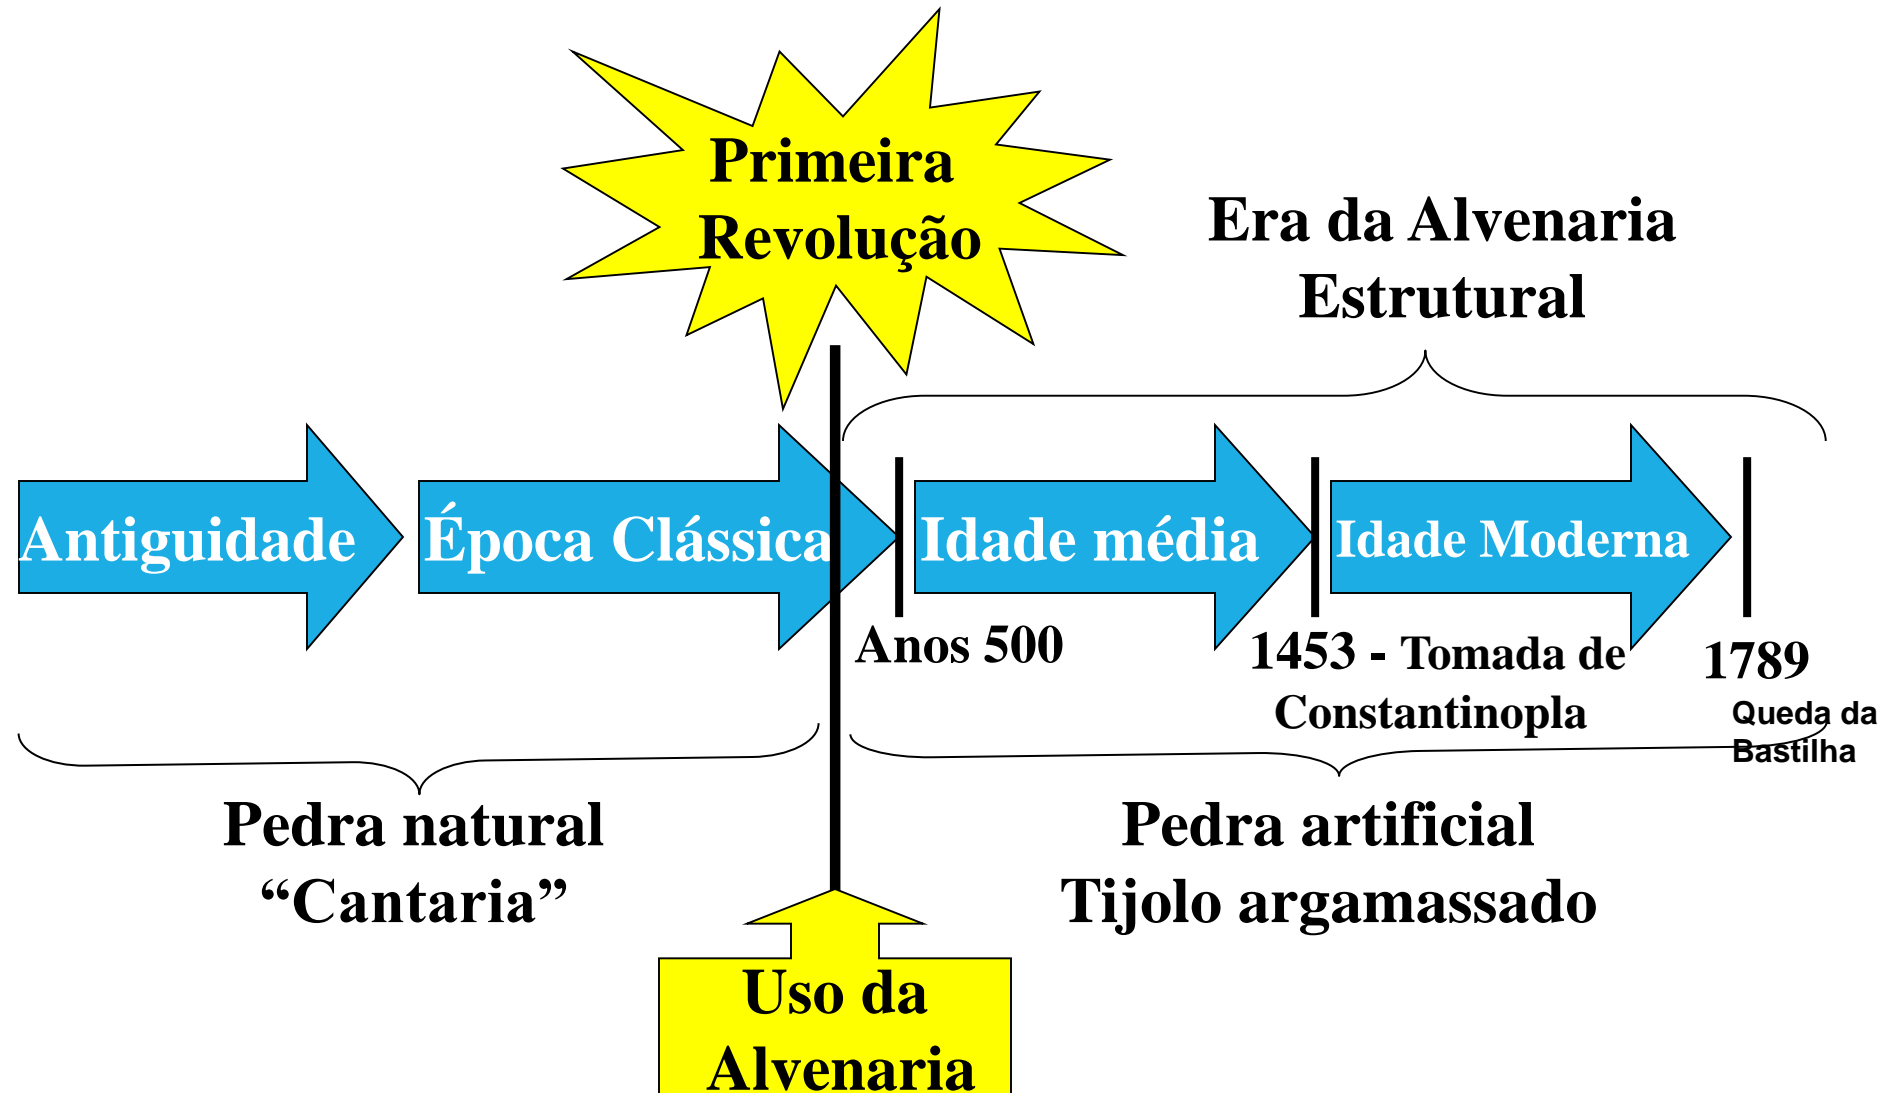 Primeira
Revolução
Era da Alvenaria
Estrutural
Antiguidade
Época Clássica
Idade média
Idade Moderna
Anos 500
1453 - Tomada de
Constantinopla
1789
Queda da
Bastilha
Pedra natural
“Cantaria”
Pedra artificial
Tijolo argamassado
Uso da
Alvenaria